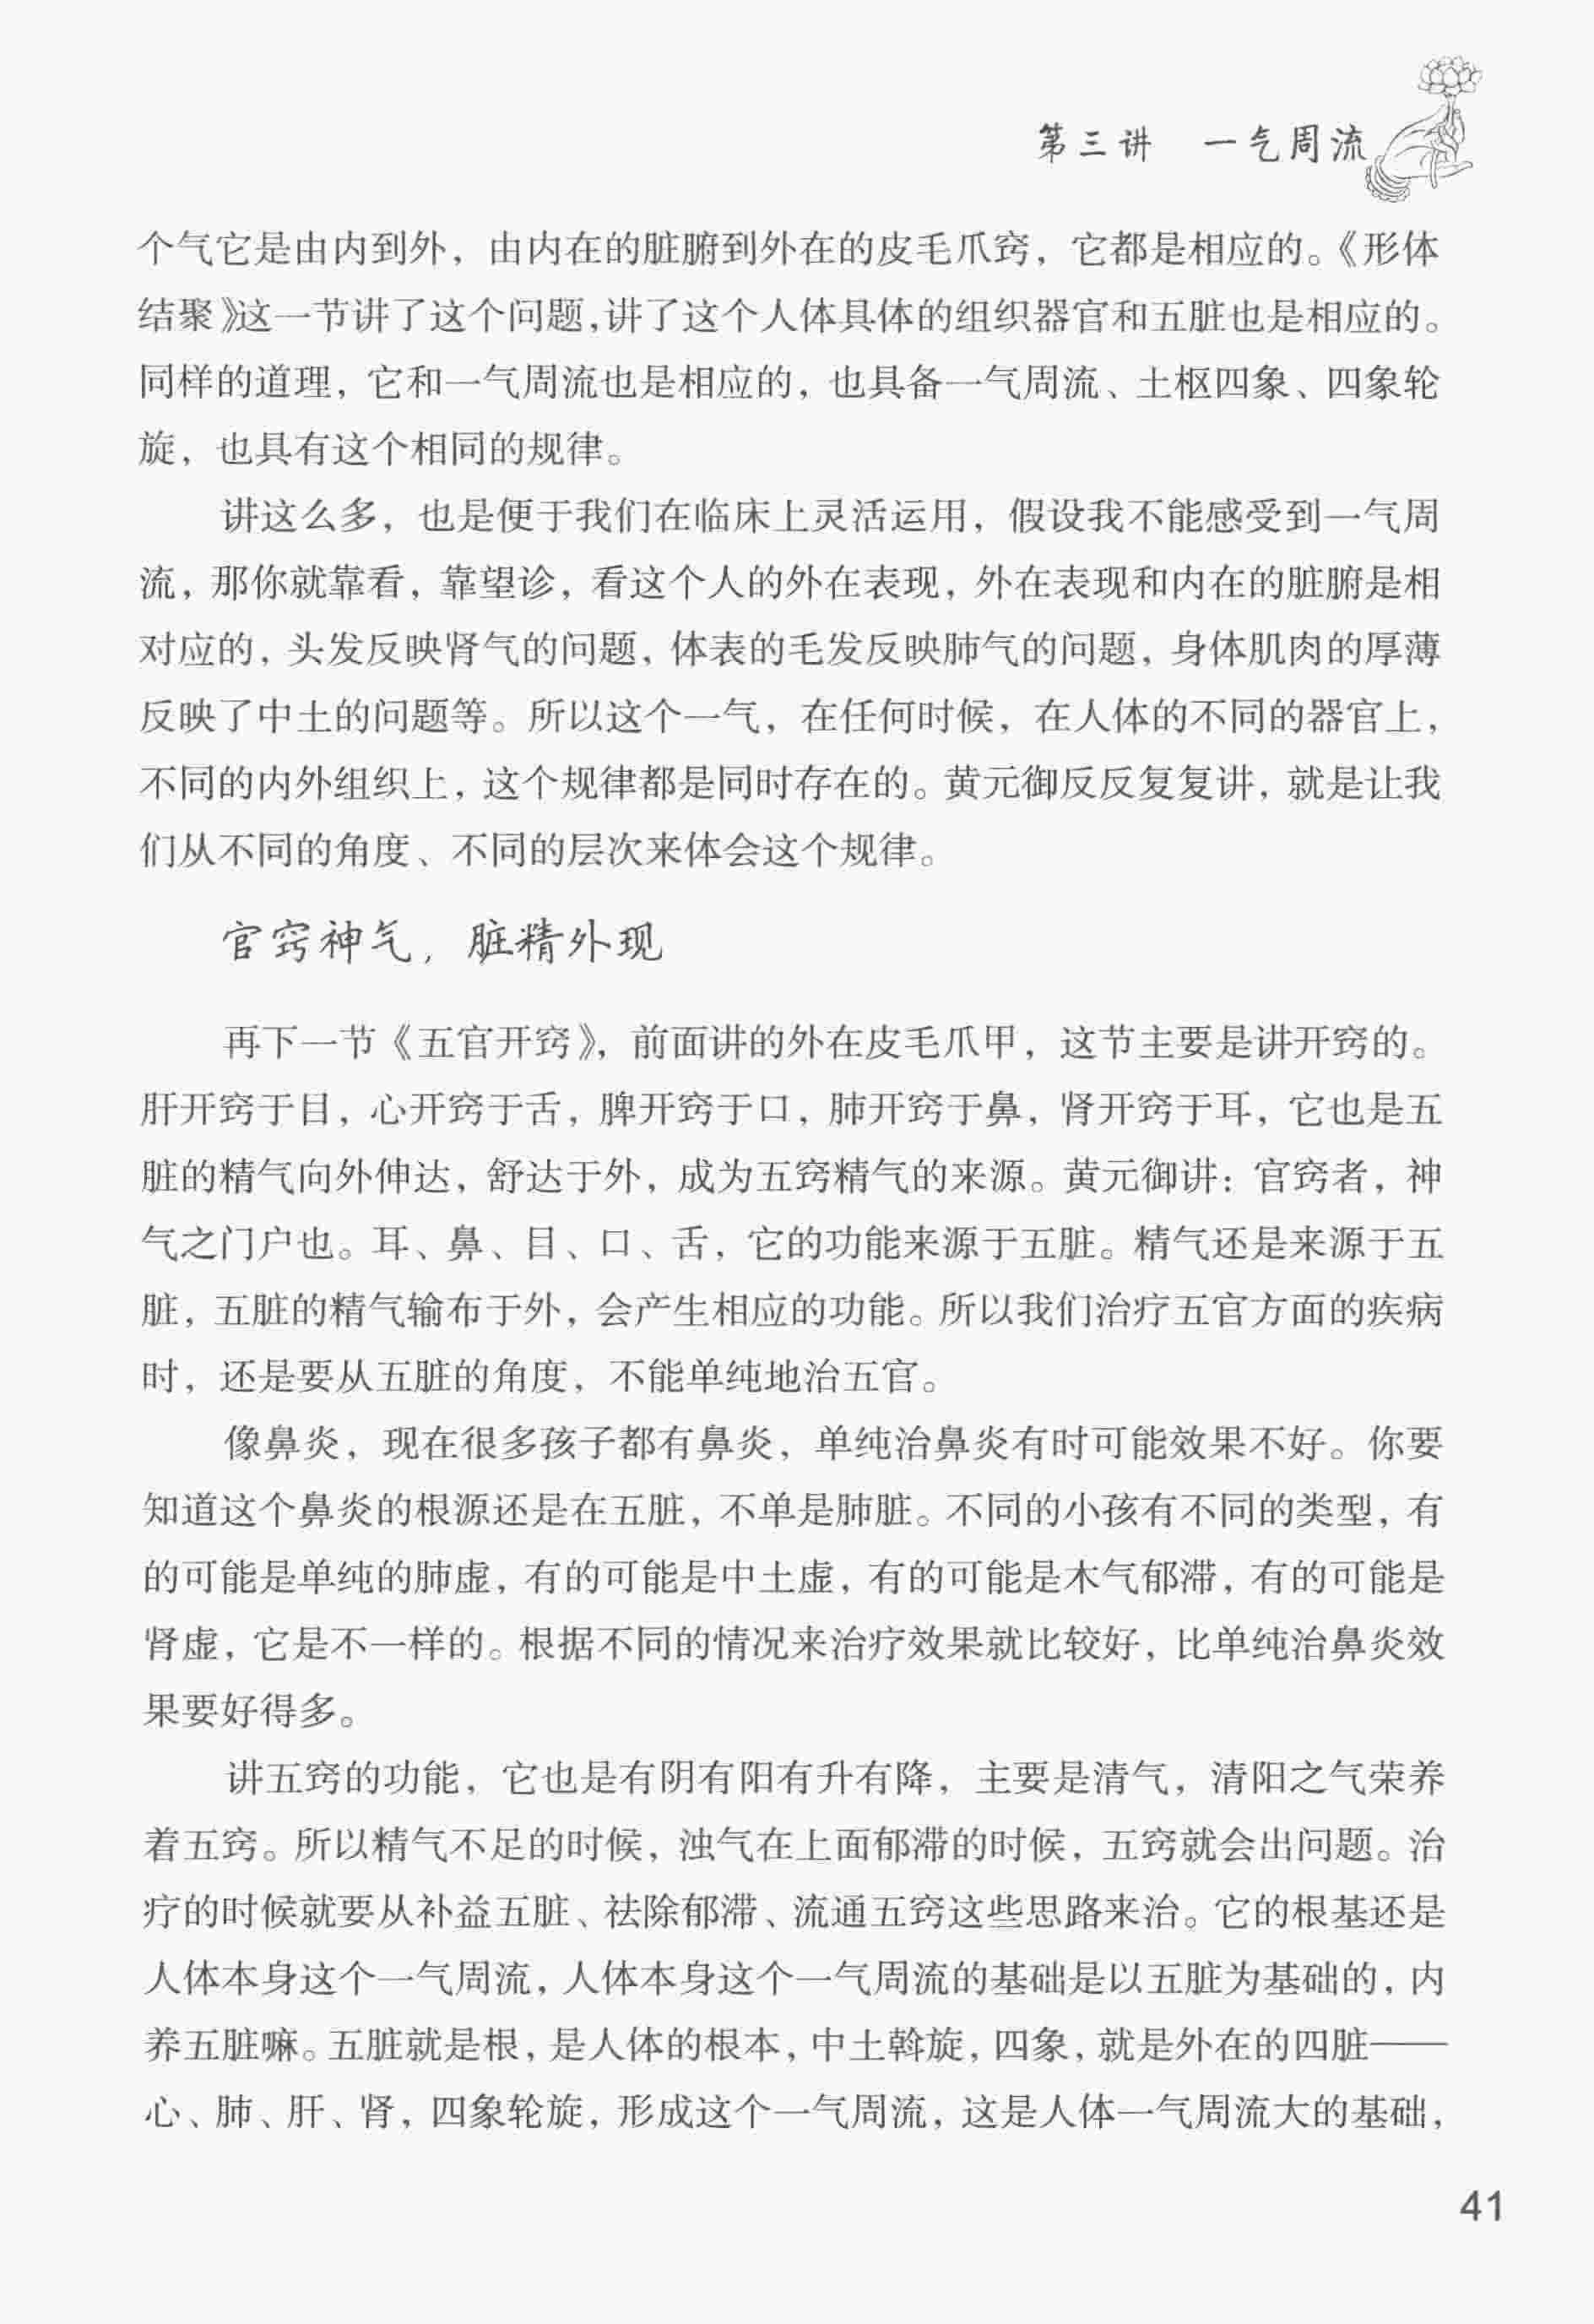 第三讲 一气周流
个气它是由内到外，由内在的脏腑到外在的皮毛爪窍，它都是相应的。《形体
结聚》这一节讲了这个问题，讲了这个人体具体的组织器官和五脏也是相应的。
同样的道理，它和一气周流也是相应的，也具备一气周流、土枢四象、四象轮
旋，也具有这个相同的规律。
讲这么多，也是便于我们在临床上灵活运用，假设我不能感受到一气周
流，那你就靠看，靠望诊，看这个人的外在表现，外在表现和内在的脏腑是相
对应的，头发反映肾气的问题，体表的毛发反映肺气的问题，身体肌肉的厚薄
反映了中土的问题等。所以这个一气，在任何时候，在人体的不同的器官上，
不同的内外组织上，这个规律都是同时存在的。黄元御反反复复讲，就是让我
们从不同的角度、不同的层次来体会这个规律。
官窍神气，脏精外现
再下一节《五官开窍》，前面讲的外在皮毛爪甲，这节主要是讲开窍的。
肝开窍于目，心开窍于舌，脾开窍于口，肺开窍于鼻，肾开窍于耳，它也是五
脏的精气向外伸达，舒达于外，成为五窍精气的来源。黄元御讲：官窍者，神
气之门户也。耳、鼻、目、口、舌，它的功能来源于五脏。精气还是来源于五
脏，五脏的精气输布于外，会产生相应的功能。所以我们治疗五官方面的疾病
时，还是要从五脏的角度，不能单纯地治五官。
像鼻炎，现在很多孩子都有鼻炎，单纯治鼻炎有时可能效果不好。你要
知道这个鼻炎的根源还是在五脏，不单是肺脏。不同的小孩有不同的类型，有
的可能是单纯的肺虚，有的可能是中土虚，有的可能是木气郁滞，有的可能是
肾虚，它是不一样的。根据不同的情况来治疗效果就比较好，比单纯治鼻炎效
果要好得多。
讲五窍的功能，它也是有阴有阳有升有降，主要是清气，清阳之气荣养
着五窍。所以精气不足的时候，浊气在上面郁滞的时候，五窍就会出问题。治
疗的时候就要从补益五脏、祛除郁滞、流通五窍这些思路来治。它的根基还是
人体本身这个一气周流，人体本身这个一气周流的基础是以五脏为基础的，内
养五脏嘛。五脏就是根，是人体的根本，中土斡旋，四象，就是外在的四脏——
心、肺、肝、肾，四象轮旋，形成这个一气周流，这是人体一气周流大的基础，
41